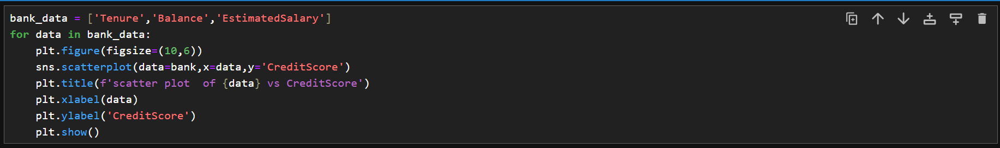 bank_data = ['Tenure','Balance','EstimatedSalary']
for data in bank_data:
    plt.figure(figsize=(10,6))
    sns.scatterplot(data=bank,x=data,y='CreditScore')
    plt.title(f'scatter plot  of {data} vs CreditScore')
    plt.xlabel(data)
    plt.ylabel('CreditScore')
    plt.show()